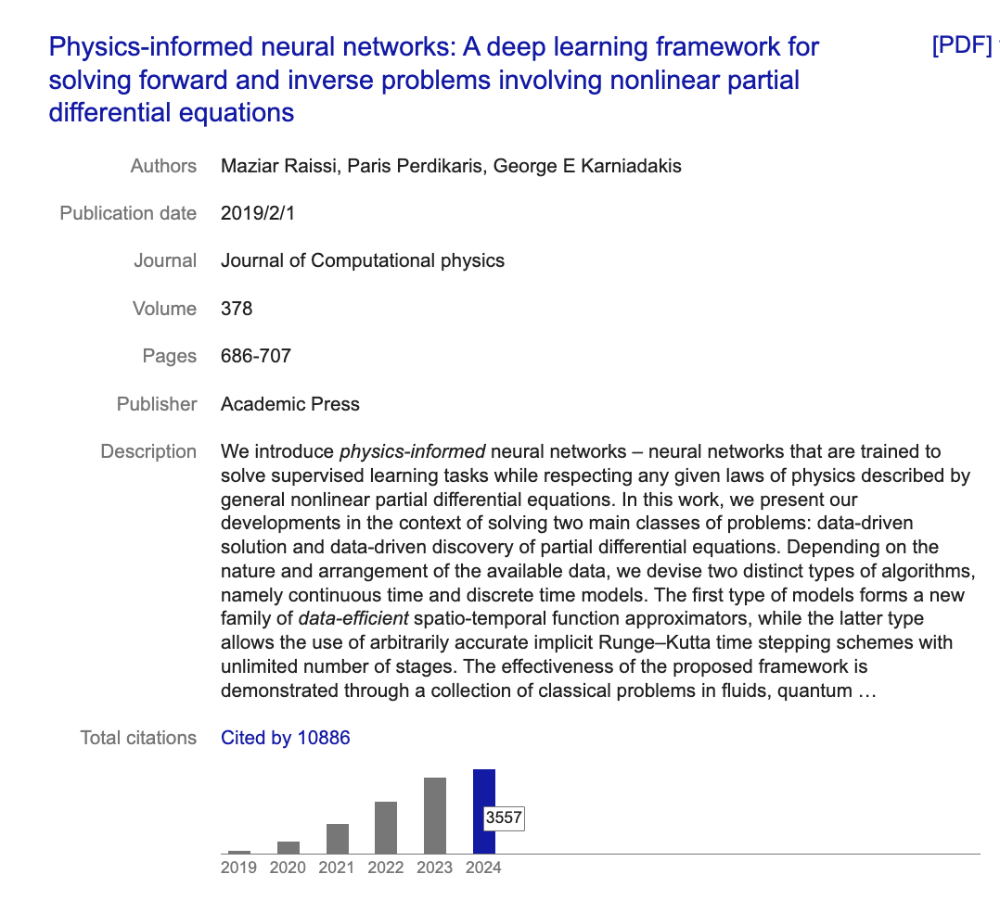 Physics-informed neural networks: A deep learning framework for
solving forward and inverse problems involving nonlinear partial
differential equations
[PDF]
Authors Maziar Raissi, Paris Perdikaris, George E Karniadakis
Publication date 2019/2/1
Journal Journal of Computational physics
Volume 378
Pages 686-707
Publisher Academic Press
Description We introduce physics-informed neural networks – neural networks that are trained to
solve supervised learning tasks while respecting any given laws of physics described by
general nonlinear partial differential equations. In this work, we present our
developments in the context of solving two main classes of problems: data-driven
solution and data-driven discovery of partial differential equations. Depending on the
nature and arrangement of the available data, we devise two distinct types of algorithms,
namely continuous time and discrete time models. The first type of models forms a new
family of data-efficient spatio-temporal function approximators, while the latter type
allows the use of arbitrarily accurate implicit Runge–Kutta time stepping schemes with
unlimited number of stages. The effectiveness of the proposed framework is
demonstrated through a collection of classical problems in fluids, quantum …
Total citations Cited by 10886
3557
2019 2020 2021 2022 2023 2024